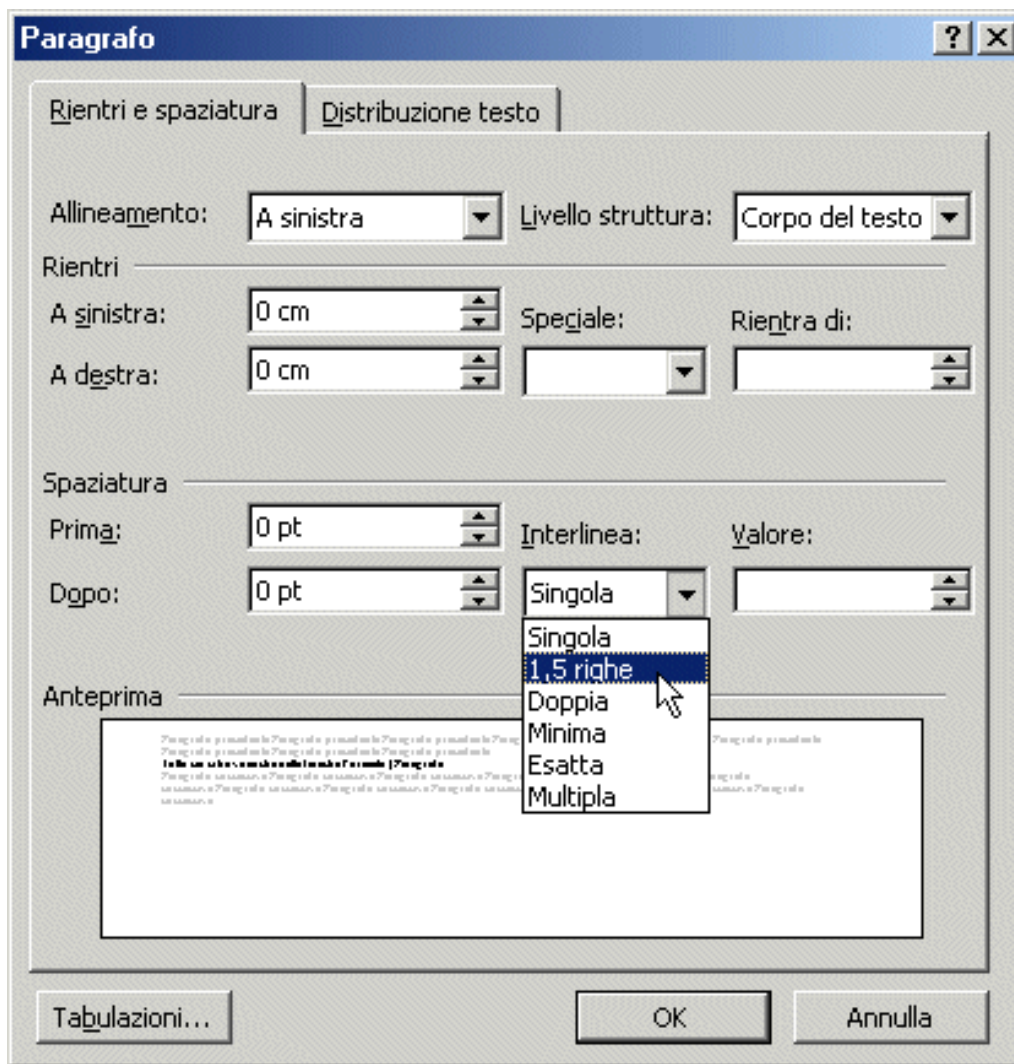 Paragrafo
Rientri e spaziatura
Distribuzione testo
Allineamento: A sinistra Livello struttura: Corpo del testo
Rientri
A sinistra: 0 cm Speciale: Rientra di:
A destra: 0 cm
Spaziatura
Prima: 0 pt Interlinea: Valore:
Dopo: 0 pt Singola
Singola
1,5 righe
Doppia
Minima
Esatta
Multipla
Anteprima
Tabulazioni... OK Annulla